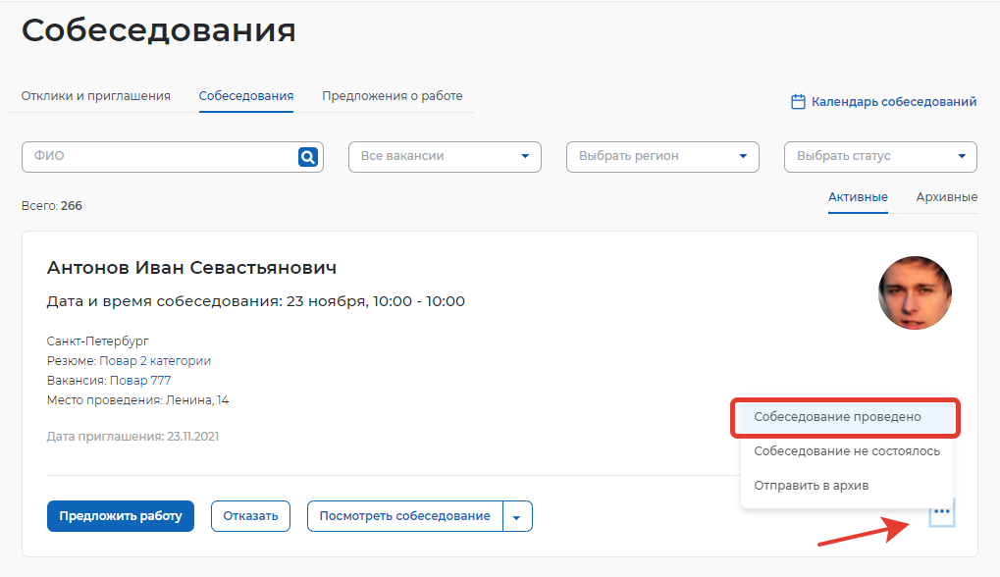 Собеседования
Отклики и приглашения Собеседования Предложения о работе
Календарь собеседований
ФИО Все вакансии Выбрать регион Выбрать статус
Всего: 266
Активные Архивные
Антонов Иван Севастьянович
Дата и время собеседования: 23 ноября, 10:00 - 10:00
Санкт-Петербург
Резюме: Повар 2 категории
Вакансия: Повар 777
Место проведения: Ленина, 14
Дата приглашения: 23.11.2021
Собеседование проведено
Собеседование не состоялось
Отправить в архив
Предложить работу Отказать Посмотреть собеседование